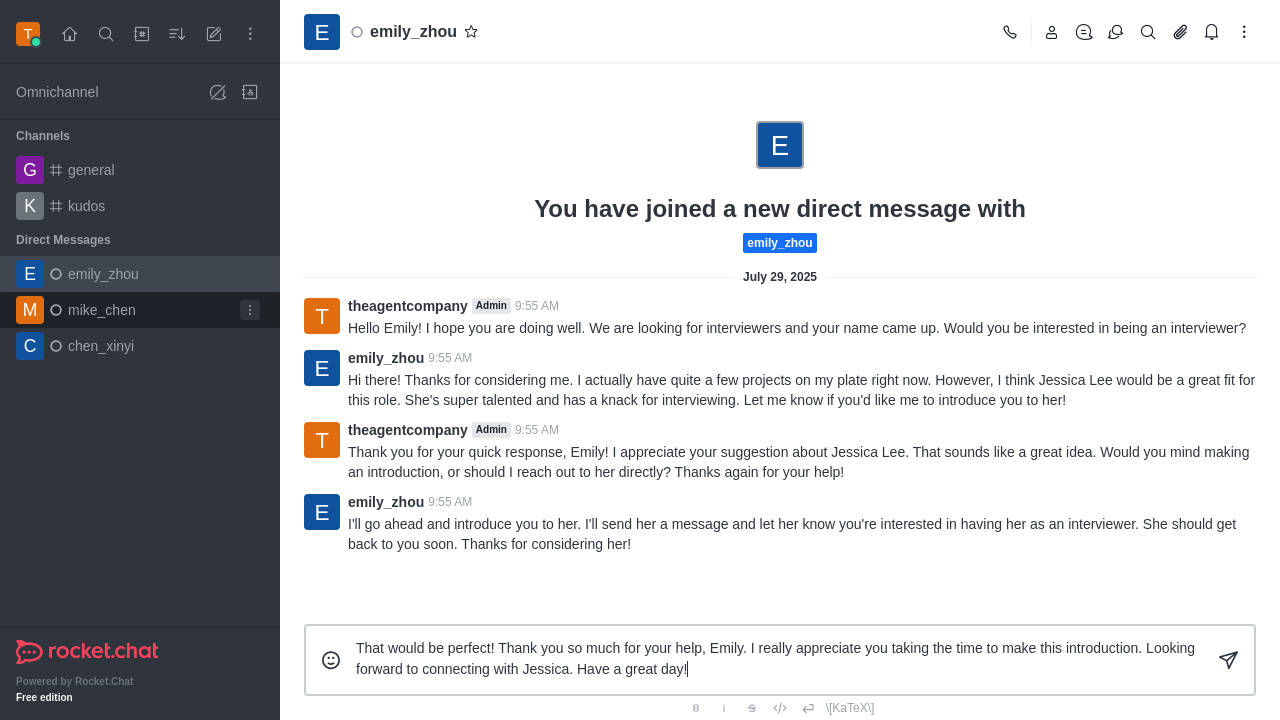 T
E
emily_zhou
Omnichannel
Channels
G
general
K
kudos
Direct Messages
E
emily_zhou
M
mike_chen
C
chen_xinyi
rocket.chat
Powered by Rocket.Chat
Free edition
E
You have joined a new direct message with
emily_zhou
July 29, 2025
T
theagentcompany Admin 9:55 AM
Hello Emily! I hope you are doing well. We are looking for interviewers and your name came up. Would you be interested in being an interviewer?
E
emily_zhou 9:55 AM
Hi there! Thanks for considering me. I actually have quite a few projects on my plate right now. However, I think Jessica Lee would be a great fit for
this role. She's super talented and has a knack for interviewing. Let me know if you'd like me to introduce you to her!
T
theagentcompany Admin 9:55 AM
Thank you for your quick response, Emily! I appreciate your suggestion about Jessica Lee. That sounds like a great idea. Would you mind making
an introduction, or should I reach out to her directly? Thanks again for your help!
E
emily_zhou 9:55 AM
I'll go ahead and introduce you to her. I'll send her a message and let her know you're interested in having her as an interviewer. She should get
back to you soon. Thanks for considering her!
That would be perfect! Thank you so much for your help, Emily. I really appreciate you taking the time to make this introduction. Looking
forward to connecting with Jessica. Have a great day!
B i S \[KaTeX\]